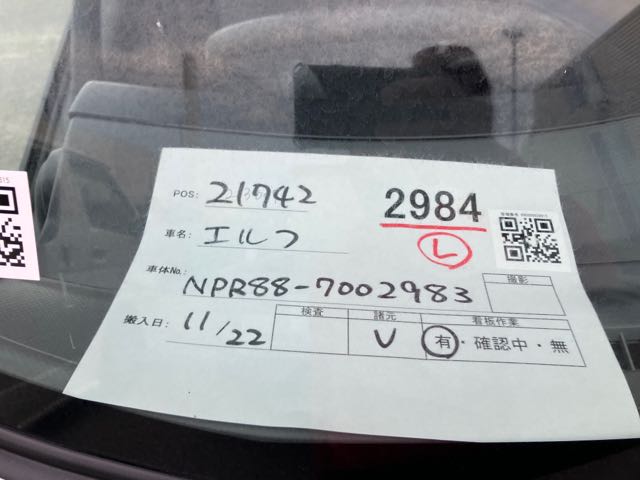 POS: 21742
2984
L
車名: エルフ
車体No.: NPR88-7002983
撮影
搬入日: 11/22
検査 諸元 看板作業
V 有・確認中・無